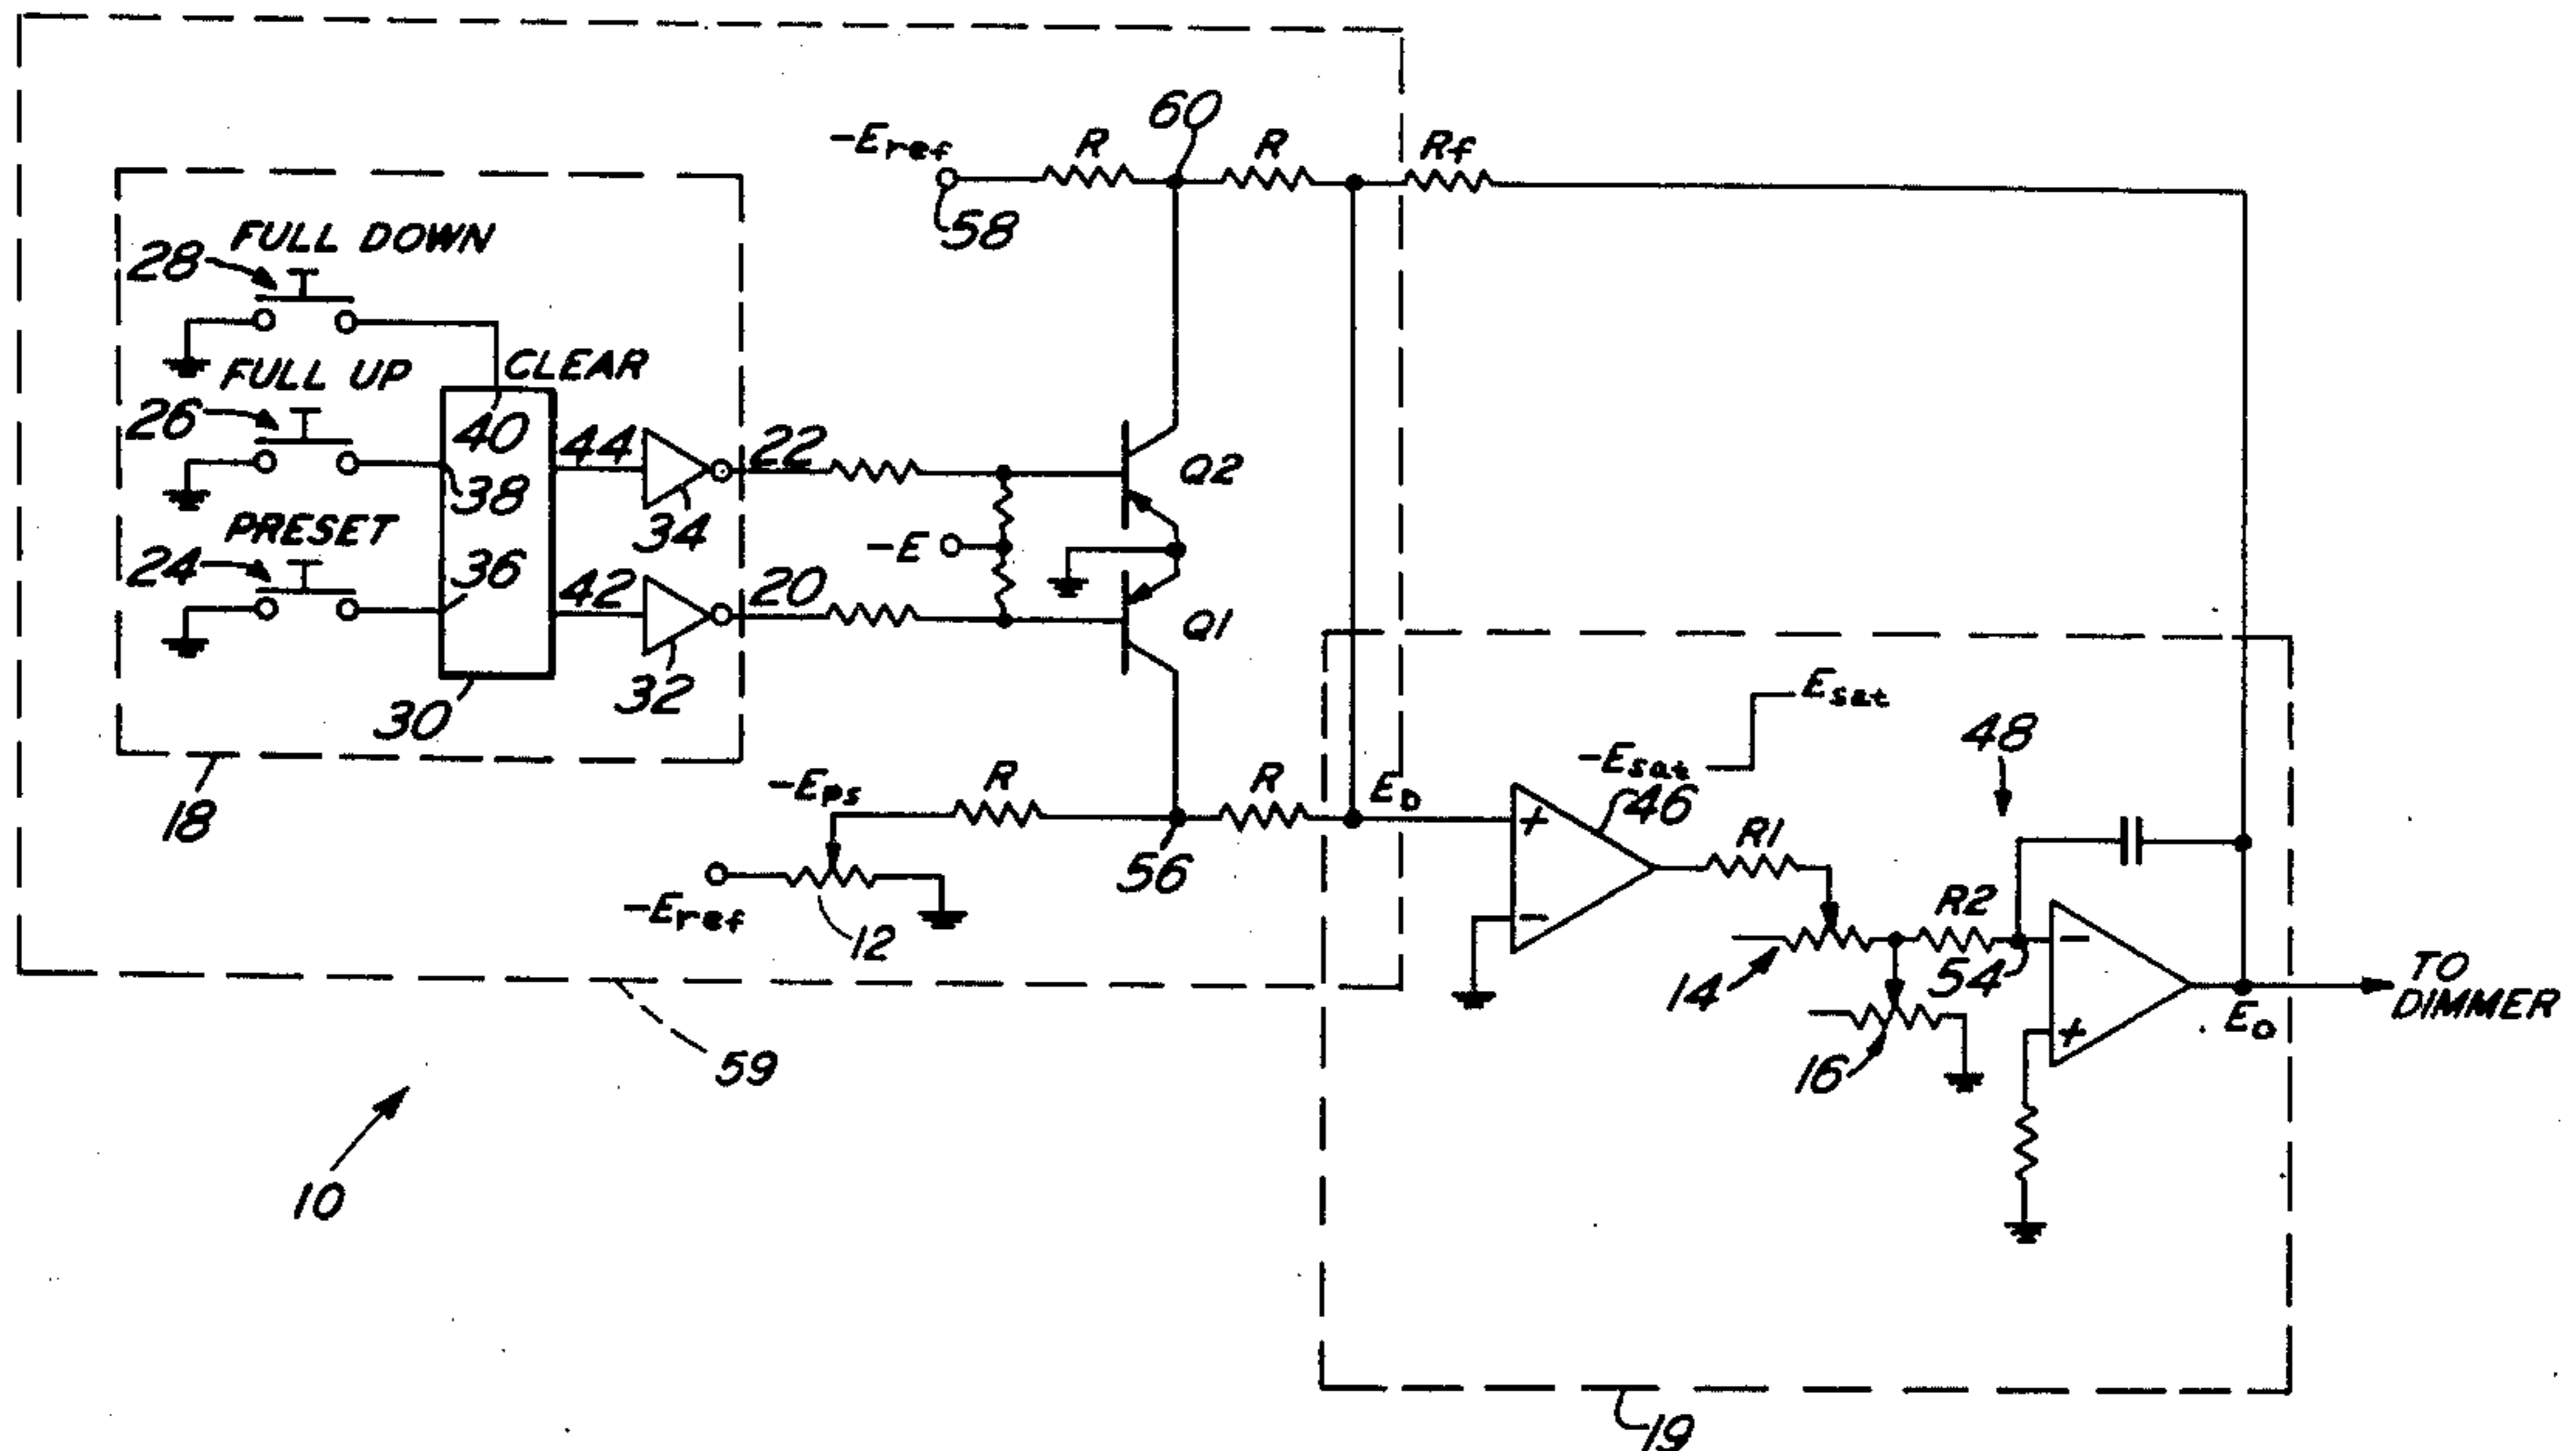 60
-Eref
R
R
Rf
58
FULL DOWN
28
CLEAR
FULL UP
26
40
44
22
Q2
38
34
-E
PRESET
24
36
42
20
Q1
32
30
18
-Eps
R
R
ED
-Esat
Esat
46
48
R1
-Eref
12
56
+
-
14
R2
54
-
+
16
EO
TO
DIMMER
59
10
19